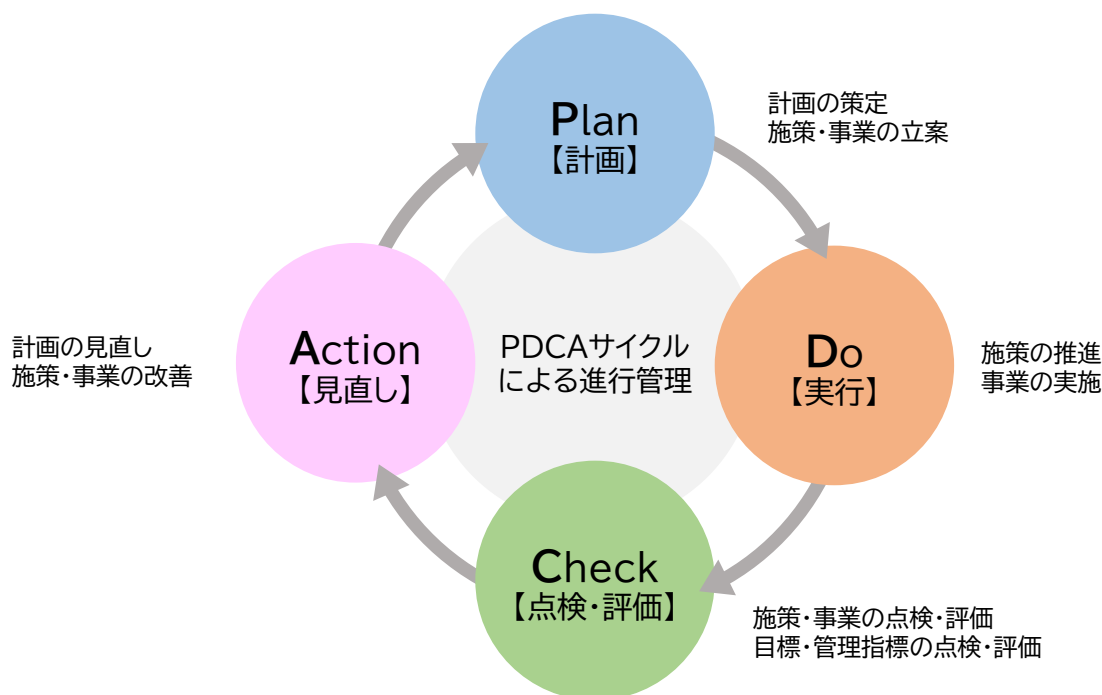 Plan
【計画】
計画の策定
施策・事業の立案
Do
【実行】
施策の推進
事業の実施
Check
【点検・評価】
施策・事業の点検・評価
目標・管理指標の点検・評価
Action
【見直し】
計画の見直し
施策・事業の改善
PDCAサイクル
による進行管理